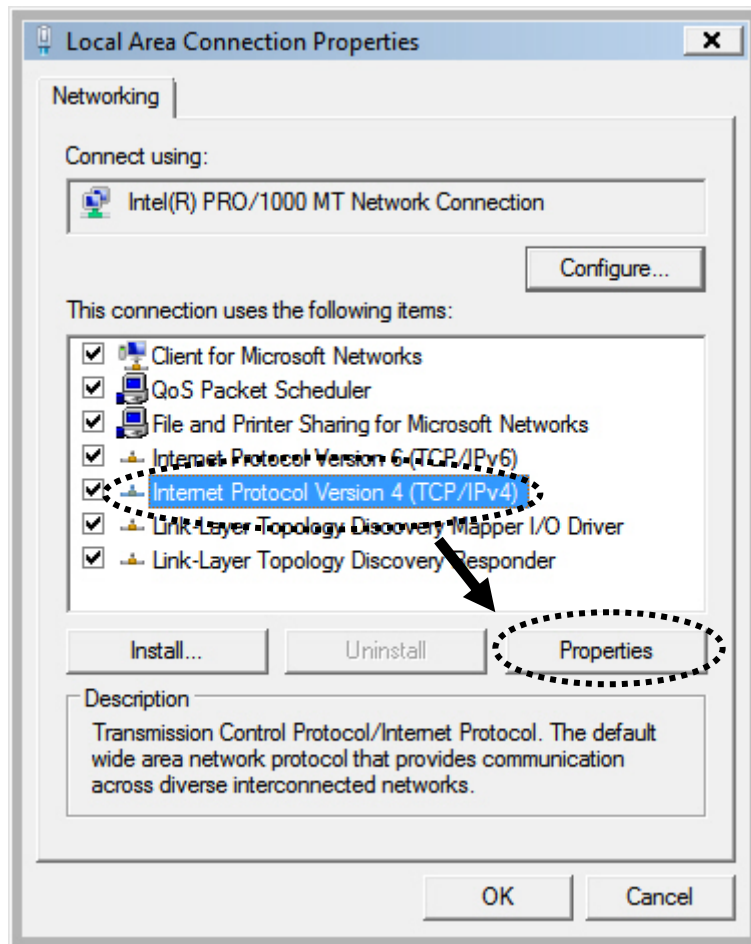 Local Area Connection Properties
Networking
Connect using:
Intel(R) PRO/1000 MT Network Connection
Configure...
This connection uses the following items:
Client for Microsoft Networks
QoS Packet Scheduler
File and Printer Sharing for Microsoft Networks
Internet Protocol Version 6 (TCP/IPv6)
Internet Protocol Version 4 (TCP/IPv4)
Link-Layer Topology Discovery Mapper I/O Driver
Link-Layer Topology Discovery Responder
Install... Uninstall Properties
Description
Transmission Control Protocol/Internet Protocol. The default
wide area network protocol that provides communication
across diverse interconnected networks.
OK Cancel